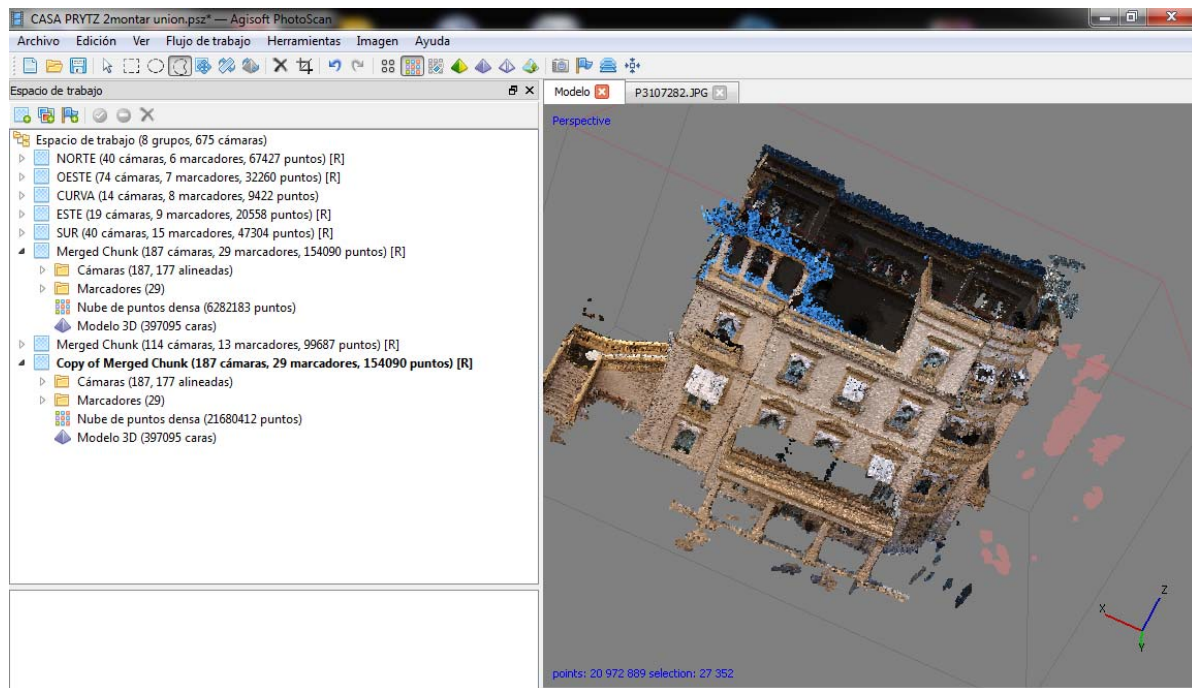 CASA PRYTZ 2montar union.psz* — Agisoft PhotoScan
Archivo Edición Ver Flujo de trabajo Herramientas Imagen Ayuda
Espacio de trabajo
Modelo P3107282.JPG
Perspective
Espacio de trabajo (8 grupos, 675 cámaras)
NORTE (40 cámaras, 6 marcadores, 67427 puntos) [R]
OESTE (74 cámaras, 7 marcadores, 32260 puntos) [R]
CURVA (14 cámaras, 8 marcadores, 9422 puntos)
ESTE (19 cámaras, 9 marcadores, 20558 puntos) [R]
SUR (40 cámaras, 15 marcadores, 47304 puntos) [R]
Merged Chunk (187 cámaras, 29 marcadores, 154090 puntos) [R]
Cámaras (187, 177 alineadas)
Marcadores (29)
Nube de puntos densa (6282183 puntos)
Modelo 3D (397095 caras)
Merged Chunk (114 cámaras, 13 marcadores, 99687 puntos) [R]
Copy of Merged Chunk (187 cámaras, 29 marcadores, 154090 puntos) [R]
Cámaras (187, 177 alineadas)
Marcadores (29)
Nube de puntos densa (21680412 puntos)
Modelo 3D (397095 caras)
Z
X
Y
points: 20 972 889 selection: 27 352